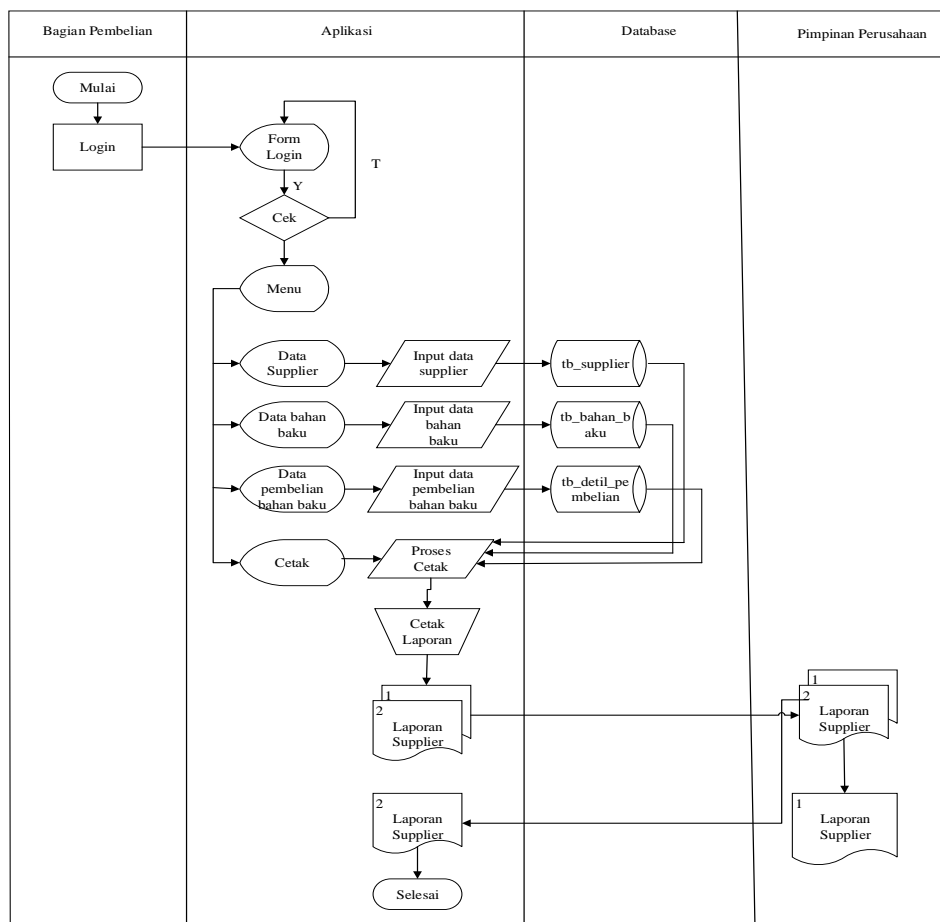 Bagian Pembelian
Aplikasi
Database
Pimpinan Perusahaan
Mulai
Login
Form
Login
T
Y
Cek
Menu
Data
Supplier
Input data
supplier
tb_supplier
Data bahan
baku
Input data
bahan
baku
tb_bahan_b
aku
Data
pembelian
bahan baku
Input data
pembelian
bahan baku
tb_detil_pe
mbelian
Cetak
Proses
Cetak
Cetak
Laporan
1
2
Laporan
Supplier
1
2
Laporan
Supplier
2
Laporan
Supplier
1
Laporan
Supplier
Selesai